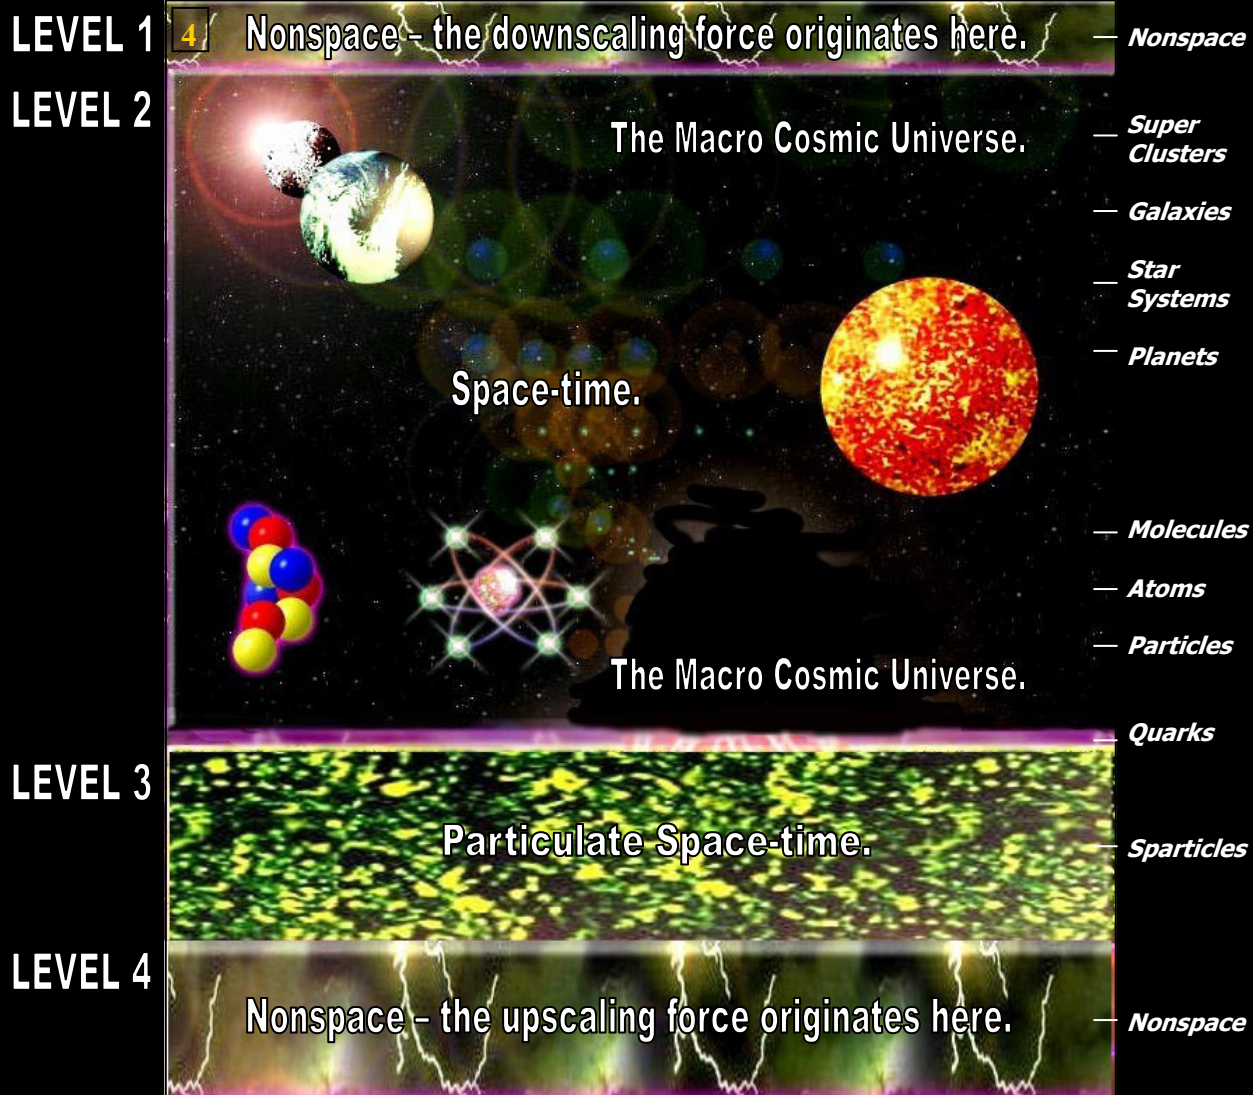 LEVEL 1
4
Nonspace – the downscaling force originates here.
Nonspace
LEVEL 2
The Macro Cosmic Universe.
Super
Clusters
Galaxies
Star
Systems
Planets
Space-time.
Molecules
Atoms
Particles
The Macro Cosmic Universe.
Quarks
LEVEL 3
Particulate Space-time.
Sparticles
LEVEL 4
Nonspace – the upscaling force originates here.
Nonspace